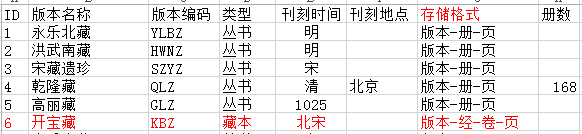 ID 版本名称 版本编码 类型 刊刻时间 刊刻地点 存储格式 册数
1 永乐北藏 YLBZ 丛书 明 版本-册-页
2 洪武南藏 HWNZ 丛书 明 版本-册-页
3 宋藏遗珍 SZYZ 丛书 宋 版本-册-页
4 乾隆藏 QLZ 丛书 清 北京 版本-册-页 168
5 高丽藏 GLZ 丛书 1025 版本-册-页
6 开宝藏 KBZ 藏本 北宋 版本-经-卷-页